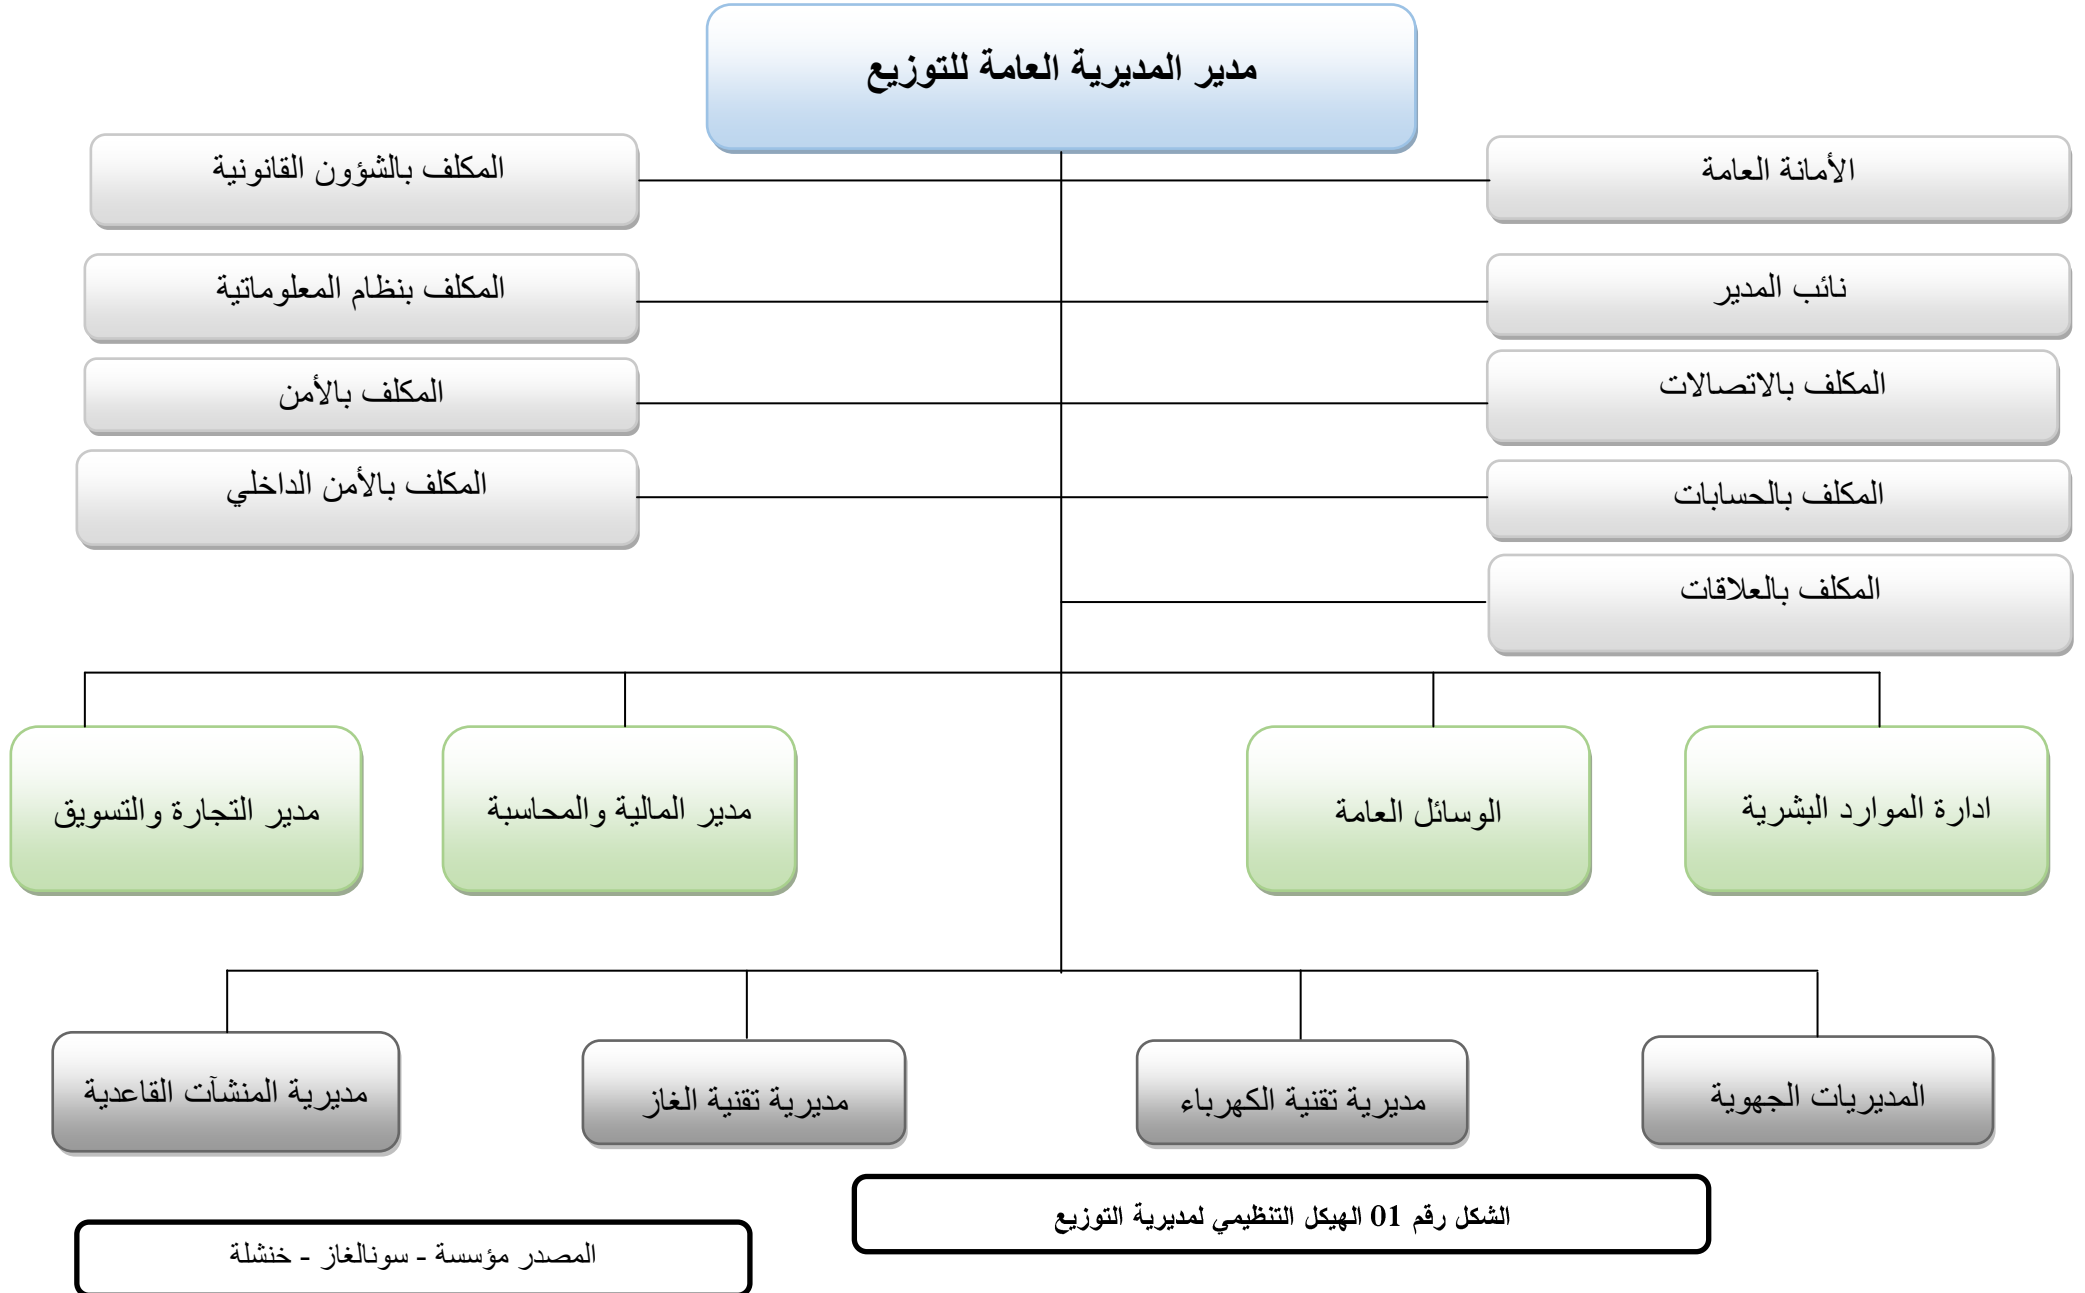 مدير المديرية العامة للتوزيع
الأمانة العامة
المكلف بالشؤون القانونية
نائب المدير
المكلف بنظام المعلوماتية
المكلف بالاتصالات
المكلف بالأمن
المكلف بالحسابات
المكلف بالأمن الداخلي
المكلف بالعلاقات
ادارة الموارد البشرية
الوسائل العامة
مدير المالية والمحاسبة
مدير التجارة والتسويق
المديريات الجهوية
مديرية تقنية الكهرباء
مديرية تقنية الغاز
مديرية المنشآت القاعدية
الشكل رقم 01 الهيكل التنظيمي لمديرية التوزيع
المصدر مؤسسة - سونالغاز - خنشلة